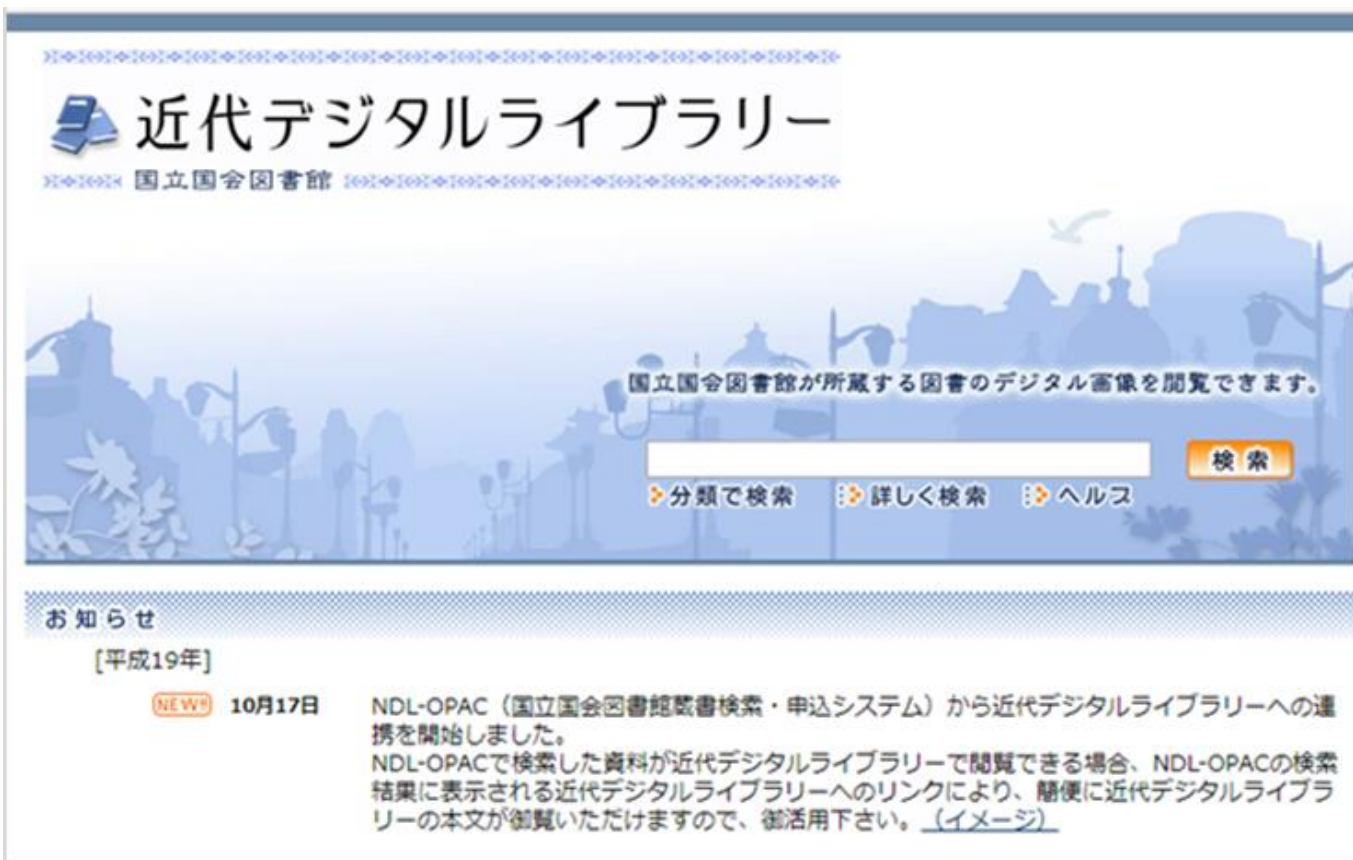 近代デジタルライブラリー
国立国会図書館
国立国会図書館が所蔵する図書のデジタル画像を閲覧できます。
検索
分類で検索 詳しく検索 ヘルプ
お知らせ
[平成19年]
NEW!! 10月17日 NDL-OPAC（国立国会図書館蔵書検索・申込システム）から近代デジタルライブラリーへの連
携を開始しました。
NDL-OPACで検索した資料が近代デジタルライブラリーで閲覧できる場合、NDL-OPACの検索
結果に表示される近代デジタルライブラリーへのリンクにより、簡便に近代デジタルライブラ
リーの本文が御覧いただけますので、御活用下さい。（イメージ）